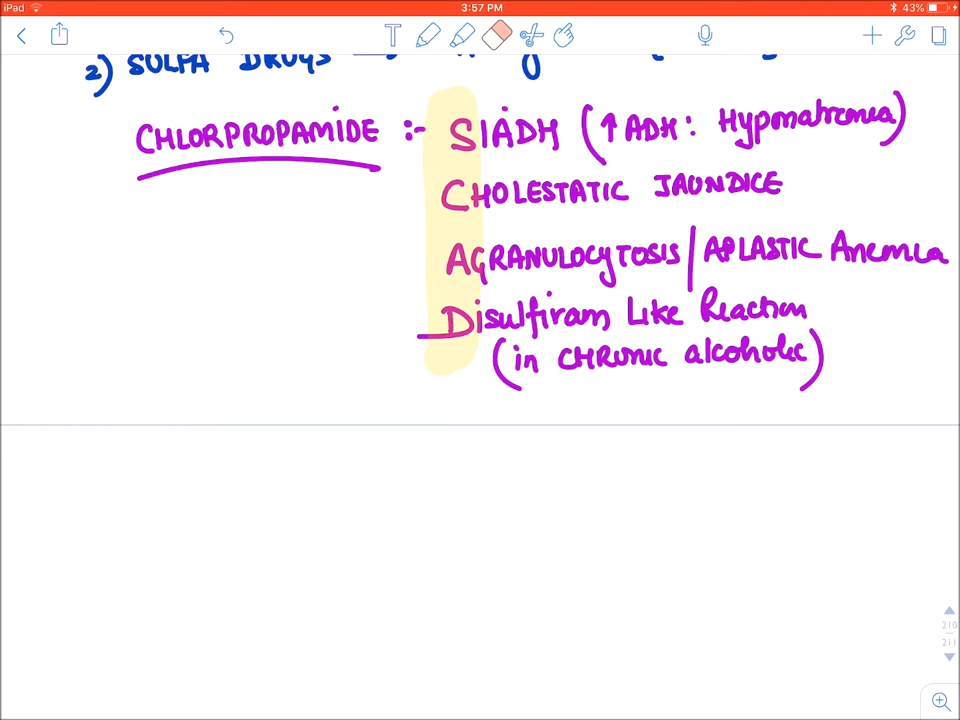 iPad 3:57 PM 43%
T
2) SULFA DRUGS
CHLORPROPAMIDE :- SIADH (↑ ADH: Hyponatremia)
CHOLESTATIC JAUNDICE
AGRANULOCYTOSIS / APLASTIC Anemia
Disulfiram Like Reaction
(in CHRONIC alcoholic)
210
211